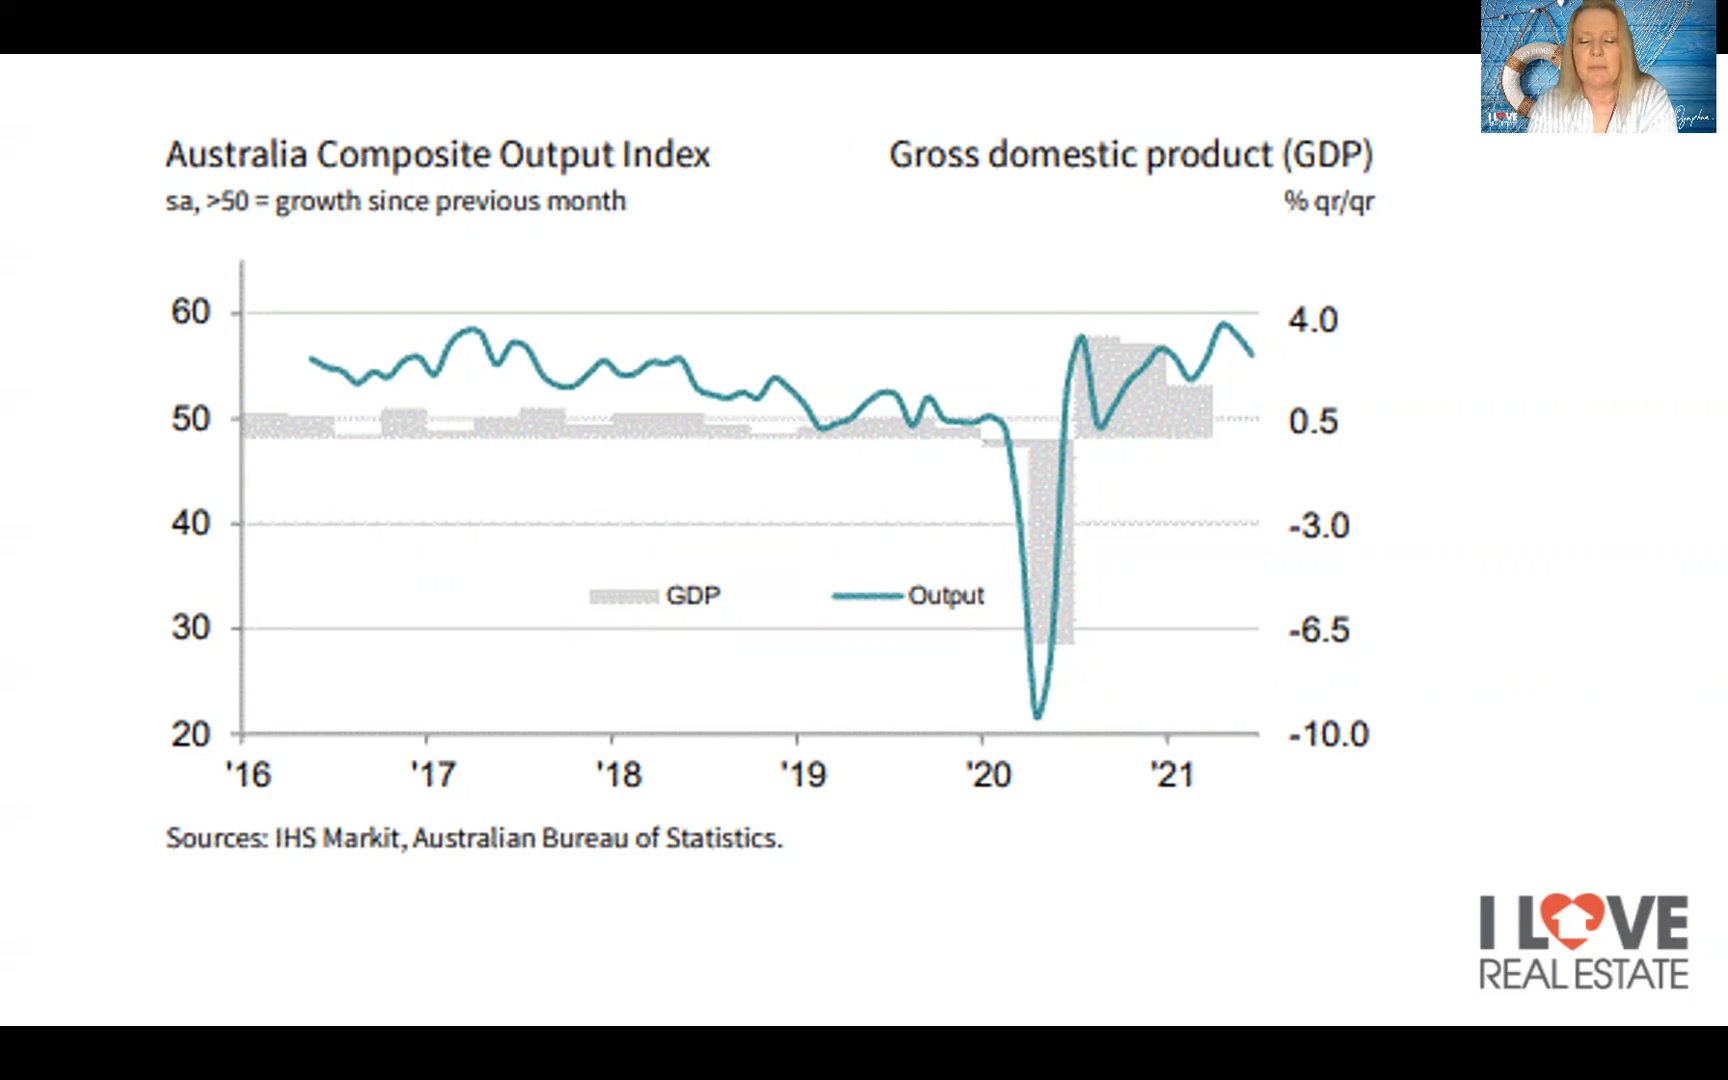 Australia Composite Output Index
sa, >50 = growth since previous month
Gross domestic product (GDP)
% qr/qr
60
50
40
30
20
4.0
0.5
-3.0
-6.5
-10.0
GDP
Output
'16
'17
'18
'19
'20
'21
Sources: IHS Markit, Australian Bureau of Statistics.
I LOVE
REAL ESTATE